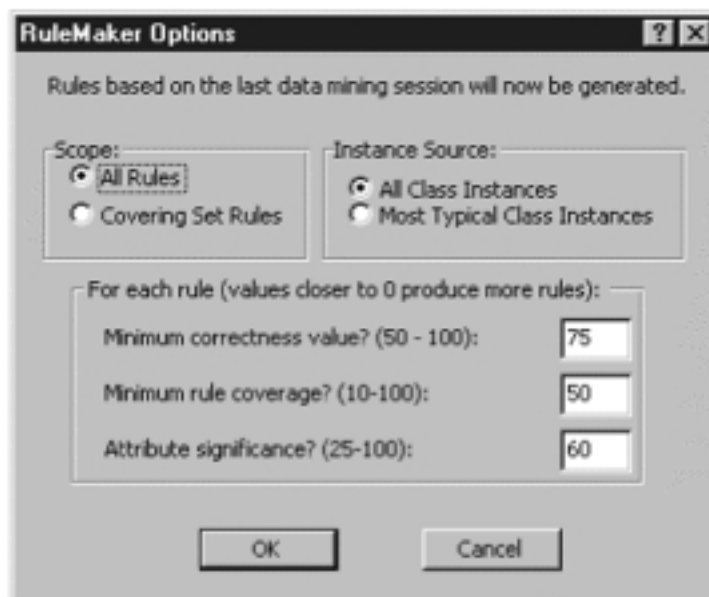 RuleMaker Options
Rules based on the last data mining session will now be generated.
Scope:
All Rules
Covering Set Rules
Instance Source:
All Class Instances
Most Typical Class Instances
For each rule (values closer to 0 produce more rules):
Minimum correctness value? (50 - 100): 75
Minimum rule coverage? (10-100): 50
Attribute significance? (25-100): 60
OK Cancel